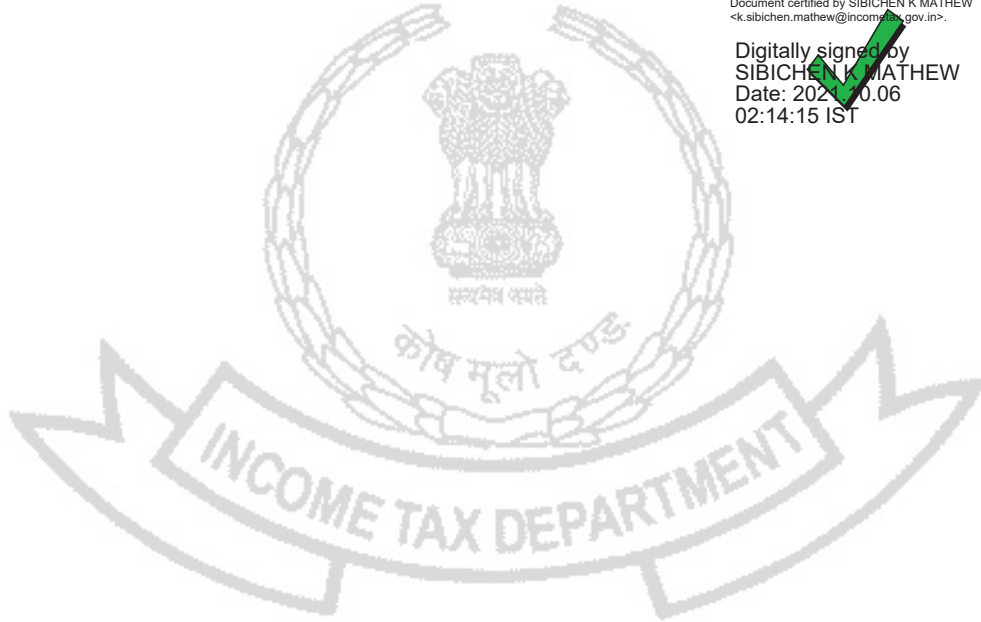 Document certified by SIBICHEN K MATHEW
<k.sibichen.mathew@incometax.gov.in>.
Digitally signed by
SIBICHEN K MATHEW
Date: 2021.10.06
02:14:15 IST
सत्यमेव जयते
कोष मूलो दण्ड
INCOME TAX DEPARTMENT